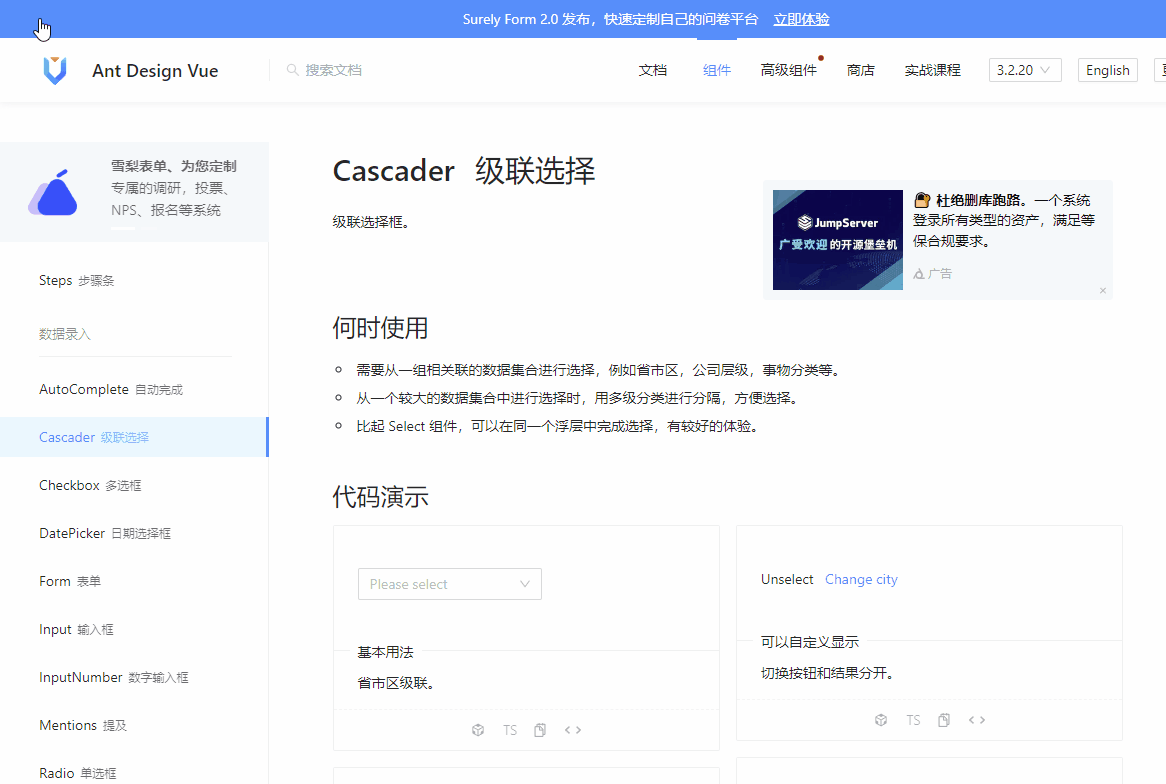 Surely Form 2.0 发布，快速定制自己的问卷平台 立即体验
Ant Design Vue
搜索文档
文档 组件 高级组件 商店 实战课程 3.2.20 English
雪梨表单、为您定制
专属的调研，投票、
NPS、报名等系统
Steps 步骤条
数据录入
AutoComplete 自动完成
Cascader 级联选择
Checkbox 多选框
DatePicker 日期选择框
Form 表单
Input 输入框
InputNumber 数字输入框
Mentions 提及
Radio 单选框
Cascader 级联选择
级联选择框。
JumpServer
广受欢迎的开源堡垒机
杜绝删库跑路。一个系统
登录所有类型的资产，满足等
保合规要求。
广告
何时使用
需要从一组相关联的数据集合进行选择，例如省市区，公司层级，事物分类等。
从一个较大的数据集合中进行选择时，用多级分类进行分隔，方便选择。
比起 Select 组件，可以在同一个浮层中完成选择，有较好的体验。
代码演示
Please select
基本用法
省市区级联。
TS
Unselect Change city
可以自定义显示
切换按钮和结果分开。
TS